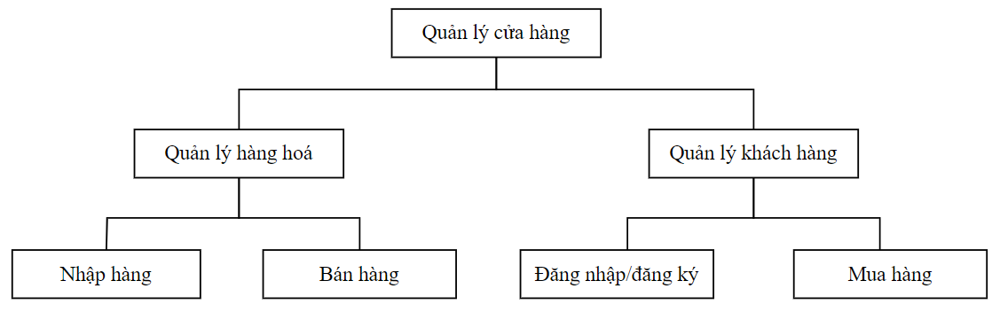 Quản lý cửa hàng
Quản lý hàng hoá
Quản lý khách hàng
Nhập hàng
Bán hàng
Đăng nhập/đăng ký
Mua hàng